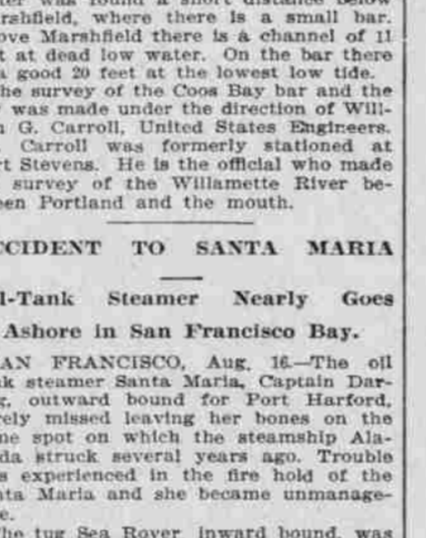 was found a short distance below
rshfield, where there is a small bar.
ove Marshfield there is a channel of 11
t at dead low water. On the bar there
a good 20 feet at the lowest low tide.
he survey of the Coos Bay bar and the
was made under the direction of Will-
G. Carroll, United States Engineers.
Carroll was formerly stationed at
rt Stevens. He is the official who made
survey of the Willamette River be-
een Portland and the mouth.
CCIDENT TO SANTA MARIA
l-Tank Steamer Nearly Goes
Ashore in San Francisco Bay.
AN FRANCISCO, Aug. 16.—The oil
k steamer Santa Maria, Captain Dar-
g, outward bound for Port Harford,
rely missed leaving her bones on the
me spot on which the steamship Ala-
da struck several years ago. Trouble
s experienced in the fire hold of the
nta Maria and she became unmanage-
e.
he tug Sea Rover, inward bound, was